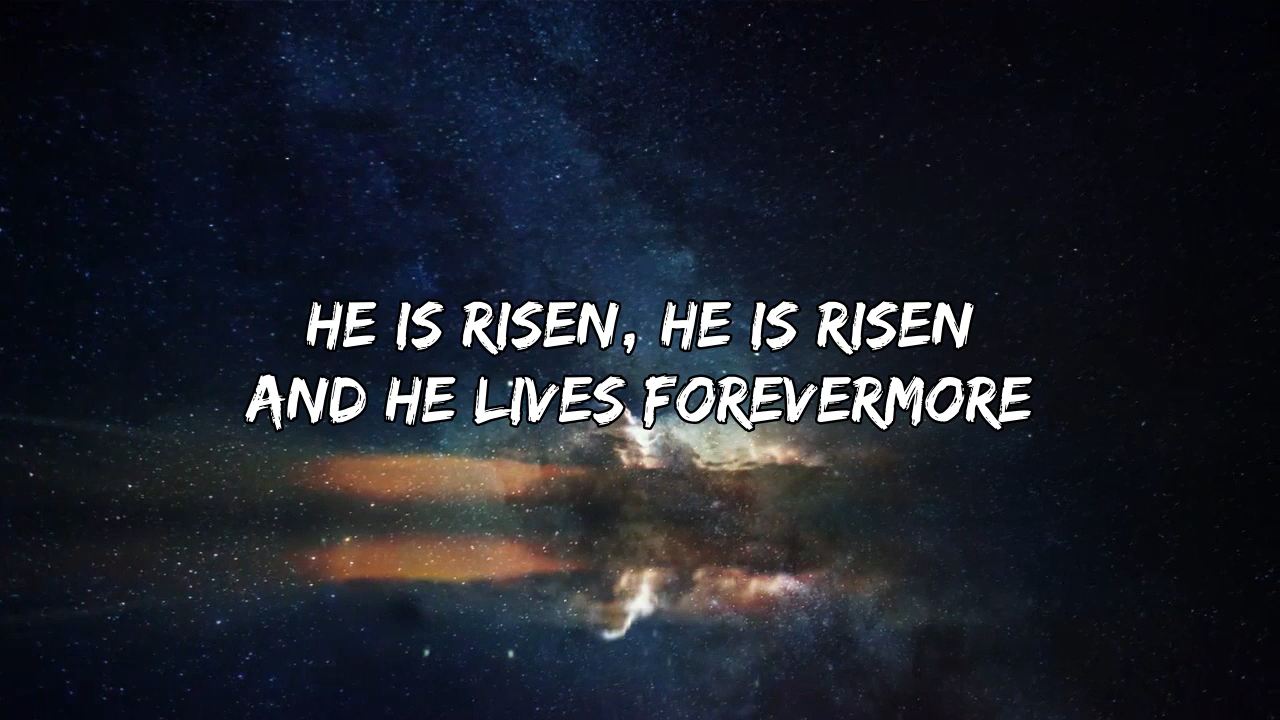 HE IS RISEN, HE IS RISEN
AND HE LIVES FOREVERMORE